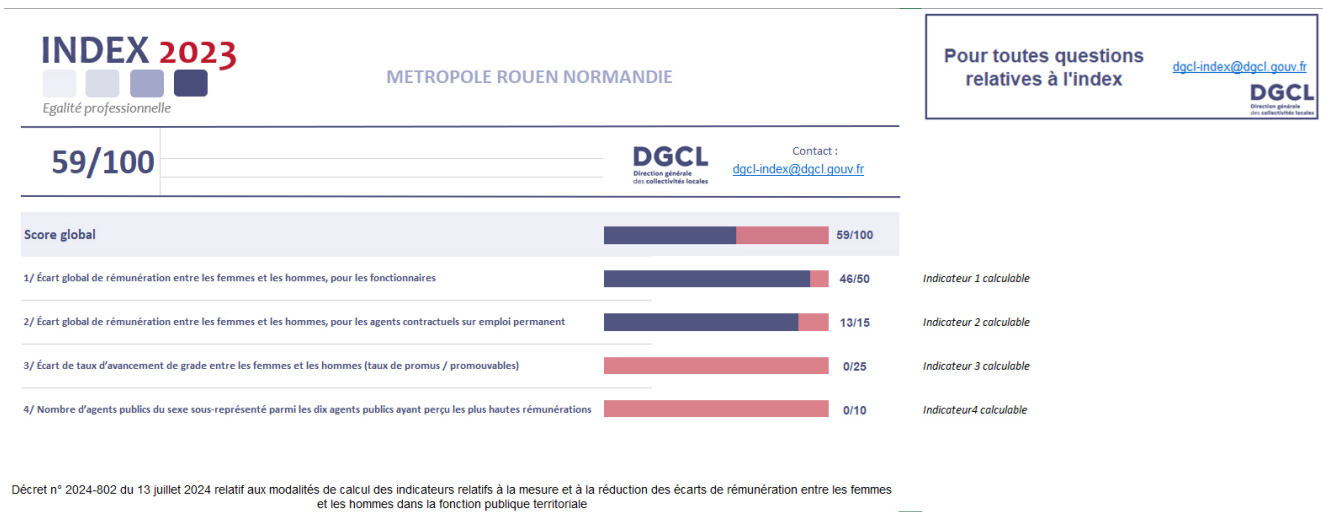 INDEX 2023
Egalité professionnelle
METROPOLE ROUEN NORMANDIE
Pour toutes questions
relatives à l'index
dgcl-index@dgcl.gouv.fr
DGCL
Direction générale
des collectivités locales
59/100
DGCL
Direction générale
des collectivités locales
Contact :
dgcl-index@dgcl.gouv.fr
Score global 59/100
1/ Écart global de rémunération entre les femmes et les hommes, pour les fonctionnaires 46/50 Indicateur 1 calculable
2/ Écart global de rémunération entre les femmes et les hommes, pour les agents contractuels sur emploi permanent 13/15 Indicateur 2 calculable
3/ Écart de taux d’avancement de grade entre les femmes et les hommes (taux de promus / promouvables) 0/25 Indicateur 3 calculable
4/ Nombre d’agents publics du sexe sous-représenté parmi les dix agents publics ayant perçu les plus hautes rémunérations 0/10 Indicateur4 calculable
Décret n° 2024-802 du 13 juillet 2024 relatif aux modalités de calcul des indicateurs relatifs à la mesure et à la réduction des écarts de rémunération entre les femmes
et les hommes dans la fonction publique territoriale